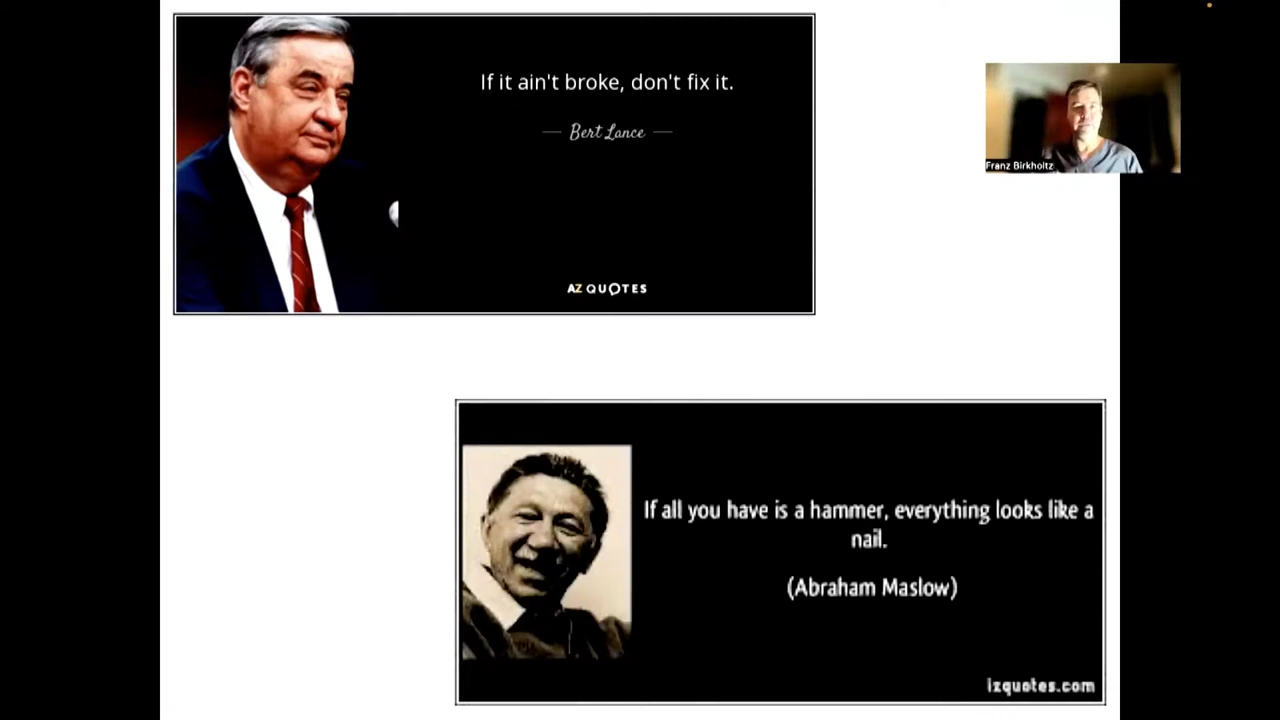 If it ain't broke, don't fix it.
— Bert Lance —
AZ QUOTES
Franz Birkholtz
If all you have is a hammer, everything looks like a
nail.
(Abraham Maslow)
izquotes.com